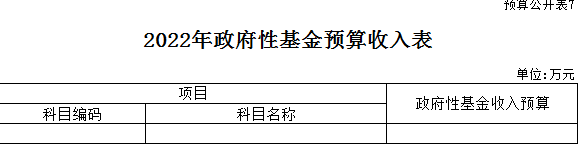 预算公开表7
2022年政府性基金预算收入表
单位:万元
项目
政府性基金收入预算
科目编码 科目名称